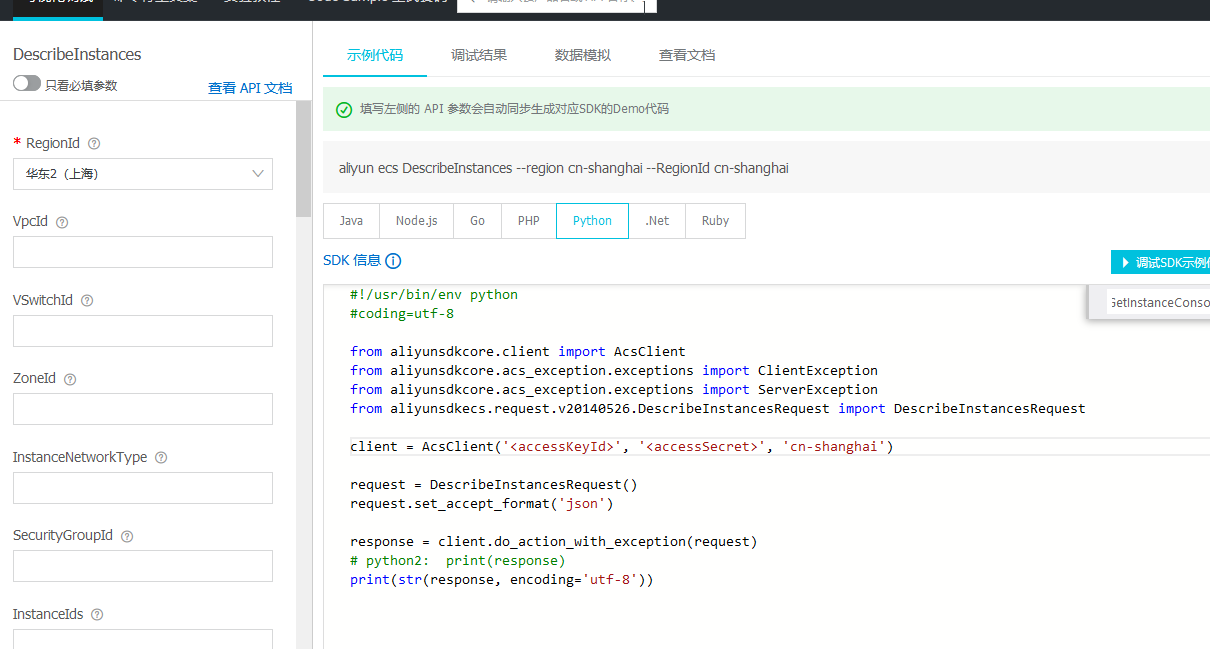 DescribeInstances
只看必填参数
查看 API 文档
* RegionId
华东2（上海）
VpcId
VSwitchId
ZoneId
InstanceNetworkType
SecurityGroupId
InstanceIds
示例代码 调试结果 数据模拟 查看文档
填写左侧的 API 参数会自动同步生成对应SDK的Demo代码
aliyun ecs DescribeInstances --region cn-shanghai --RegionId cn-shanghai
Java Node.js Go PHP Python .Net Ruby
SDK 信息
调试SDK示例
GetInstanceConso
#!/usr/bin/env python
#coding=utf-8
from aliyunsdkcore.client import AcsClient
from aliyunsdkcore.acs_exception.exceptions import ClientException
from aliyunsdkcore.acs_exception.exceptions import ServerException
from aliyunsdkecs.request.v20140526.DescribeInstancesRequest import DescribeInstancesRequest
client = AcsClient('<accessKeyId>', '<accessSecret>', 'cn-shanghai')
request = DescribeInstancesRequest()
request.set_accept_format('json')
response = client.do_action_with_exception(request)
# python2:  print(response)
print(str(response, encoding='utf-8'))